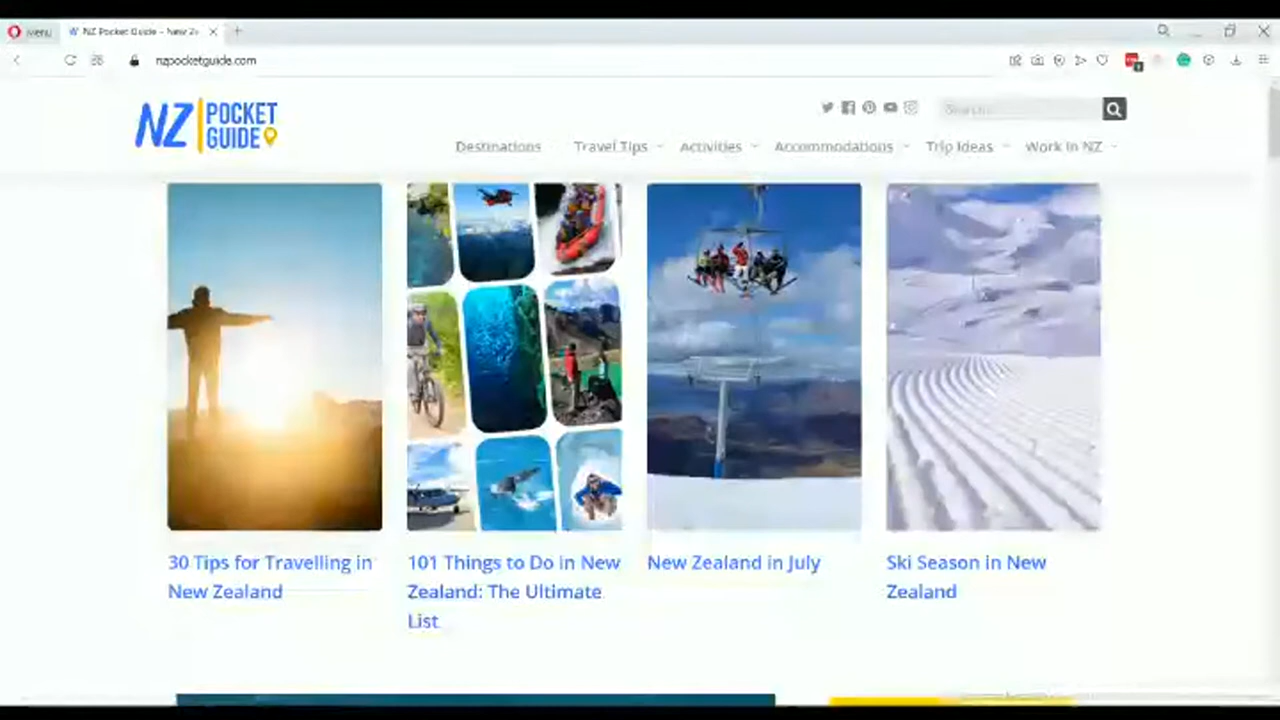 Menu
NZ Pocket Guide - New Ze
nzpocketguide.com
NZ POCKET
GUIDE
Search...
Destinations Travel Tips Activities Accommodations Trip Ideas Work in NZ
30 Tips for Travelling in
New Zealand
101 Things to Do in New
Zealand: The Ultimate
List
New Zealand in July
Ski Season in New
Zealand